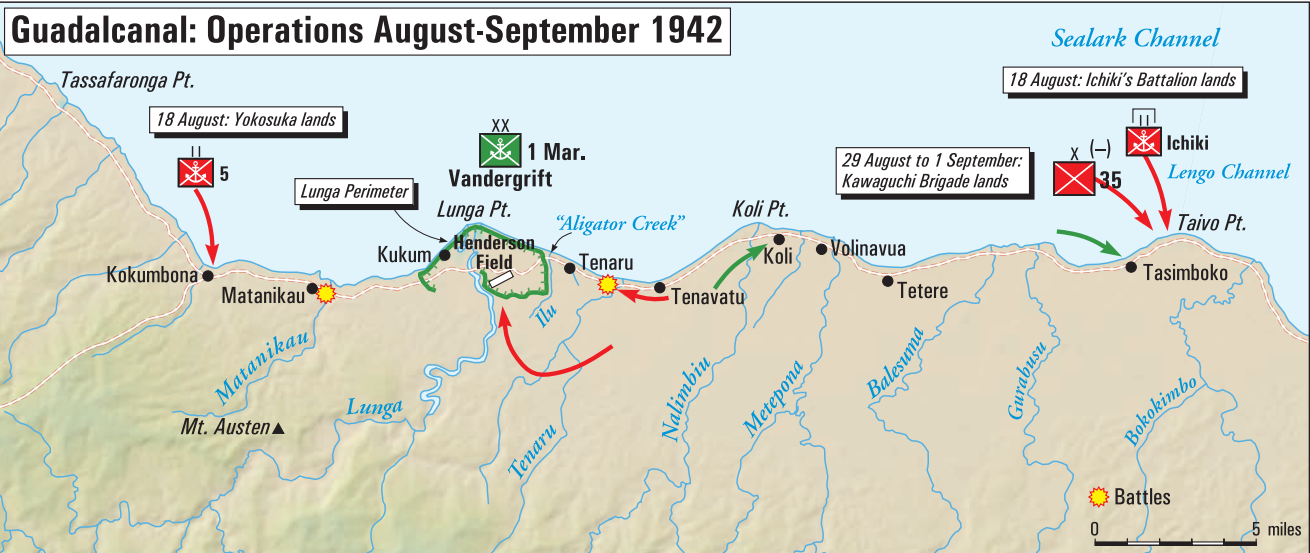 Guadalcanal: Operations August-September 1942
Sealark Channel
Tassafaronga Pt.
18 August: Yokosuka lands
18 August: Ichiki's Battalion lands
II
5
XX
1 Mar.
Vandergrift
Lunga Perimeter
29 August to 1 September:
Kawaguchi Brigade lands
X (–)
35
II
Ichiki
Lengo Channel
Lunga Pt.
"Aligator Creek"
Koli Pt.
Taivo Pt.
Kukum
Henderson
Field
Tenaru
Koli
Volinavua
Kokumbona
Matanikau
Tenavatu
Tetere
Tasimboko
Ilu
Matanikau
Lunga
Mt. Austen
Tenaru
Nalimbiu
Metepona
Balesuma
Gurabusu
Bokokimbo
Battles
0 5 miles